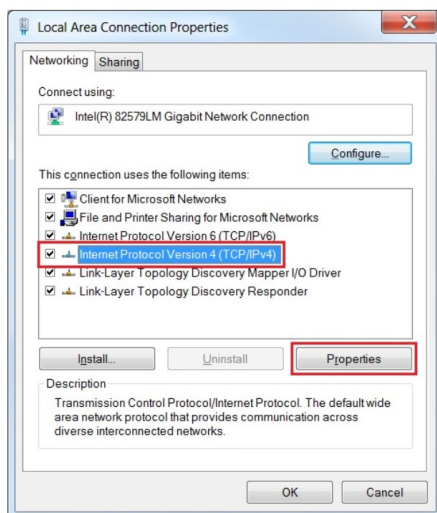 Local Area Connection Properties
Networking
Sharing
Connect using:
Intel(R) 82579LM Gigabit Network Connection
Configure...
This connection uses the following items:
Client for Microsoft Networks
File and Printer Sharing for Microsoft Networks
Internet Protocol Version 6 (TCP/IPv6)
Internet Protocol Version 4 (TCP/IPv4)
Link-Layer Topology Discovery Mapper I/O Driver
Link-Layer Topology Discovery Responder
Install...
Uninstall
Properties
Description
Transmission Control Protocol/Internet Protocol. The default wide
area network protocol that provides communication across
diverse interconnected networks.
OK
Cancel